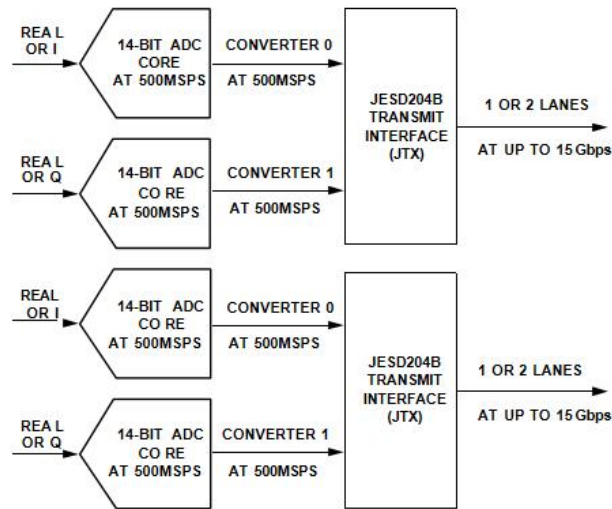 REAL
OR I
14-BIT ADC
CORE
AT 500MSPS
CONVERTER 0
AT 500MSPS
REAL
OR Q
14-BIT ADC
CORE
AT 500MSPS
CONVERTER 1
AT 500MSPS
JESD204B
TRANSMIT
INTERFACE
(JTX)
1 OR 2 LANES
AT UP TO 15Gbps
REAL
OR I
14-BIT ADC
CORE
AT 500MSPS
CONVERTER 0
AT 500MSPS
REAL
OR Q
14-BIT ADC
CORE
AT 500MSPS
CONVERTER 1
AT 500MSPS
JESD204B
TRANSMIT
INTERFACE
(JTX)
1 OR 2 LANES
AT UP TO 15Gbps